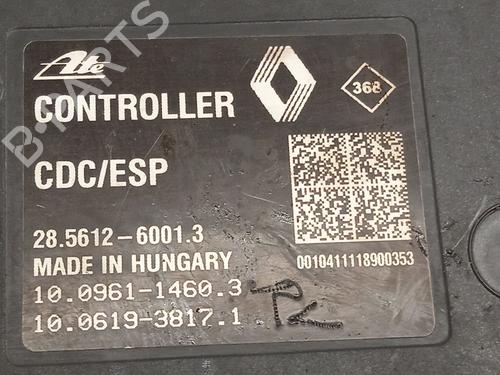 Ate
368
CONTROLLER
CDC/ESP
28.5612-6001.3
MADE IN HUNGARY
0010411118900353
10.0961-1460.3
10.0619-3817.1
B-PARTS